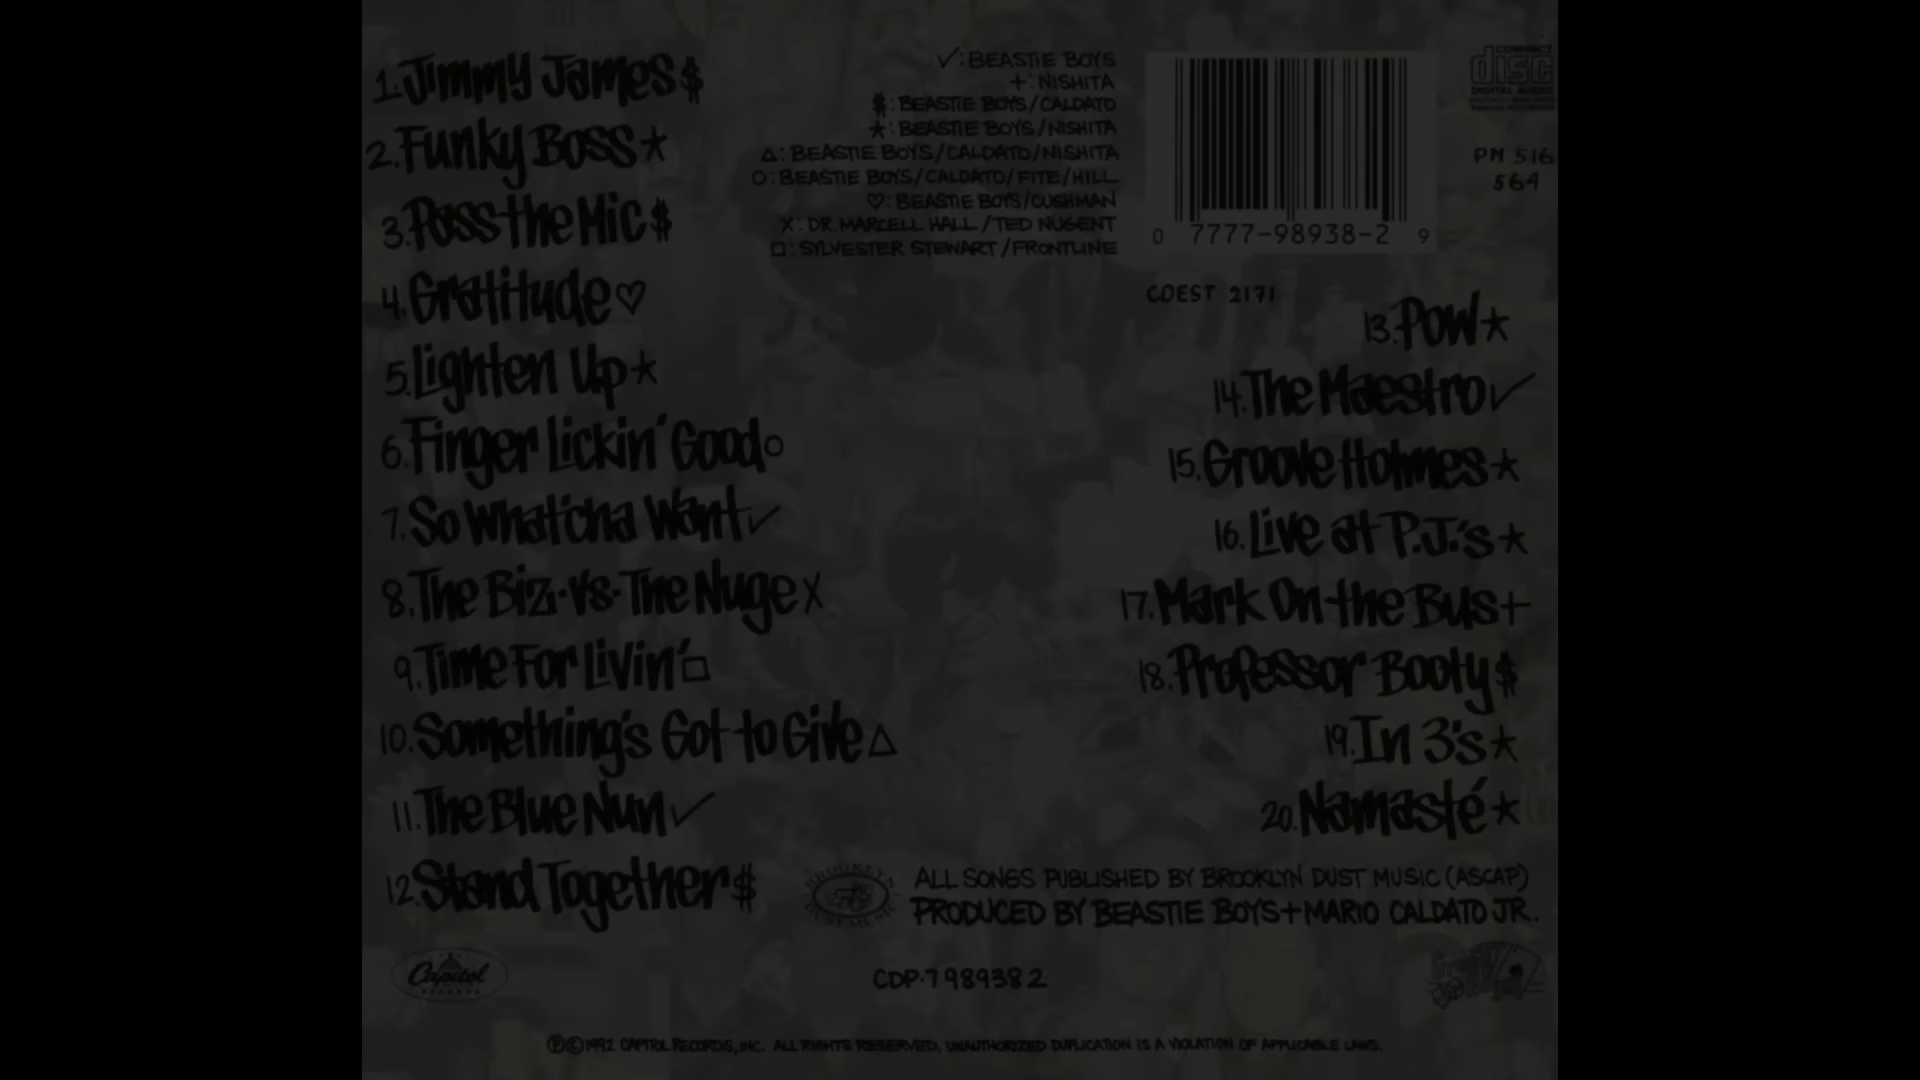 1. Jimmy James $
2. Funky Boss ★
3. Pass the Mic $
4. Gratitude ♡
5. Lighten Up ★
6. Finger Lickin' Good ○
7. So Whatcha Want ✓
8. The Biz·vs·The Nuge X
9. Time For Livin' □
10. Something's Got to Give △
11. The Blue Nun ✓
12. Stand Together $
✓: BEASTIE BOYS
+: NISHITA
$: BEASTIE BOYS/CALDATO
★: BEASTIE BOYS/NISHITA
△: BEASTIE BOYS/CALDATO/NISHITA
○: BEASTIE BOYS/CALDATO/FITE/HILL
♡: BEASTIE BOYS/CUSHMAN
X: DR. MARCELL HALL/TED NUGENT
□: SYLVESTER STEWART/FRONTLINE
0 7777-98938-2 9
COMPACT
disc
DIGITAL AUDIO
PM 516
564
CDEST 2171
13. Pow ★
14. The Maestro ✓
15. Groove Holmes ★
16. Live at P.J.'s ★
17. Mark On the Bus +
18. Professor Booty $
19. In 3's ★
20. Namasté ★
BROOKLYN
DUST MUSIC
ALL SONGS PUBLISHED BY BROOKLYN DUST MUSIC (ASCAP)
PRODUCED BY BEASTIE BOYS + MARIO CALDATO JR.
Capitol
RECORDS
CDP·7 98938 2
℗©1992 CAPITOL RECORDS, INC. ALL RIGHTS RESERVED. UNAUTHORIZED DUPLICATION IS A VIOLATION OF APPLICABLE LAWS.